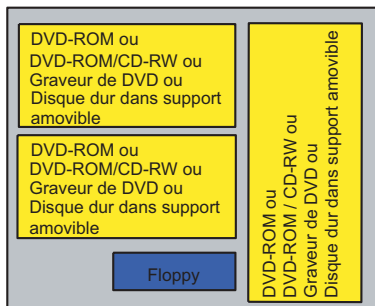 DVD-ROM ou
DVD-ROM/CD-RW ou
Graveur de DVD ou
Disque dur dans support
amovible
DVD-ROM ou
DVD-ROM/CD-RW ou
Graveur de DVD ou
Disque dur dans support
amovible
Floppy
DVD-ROM ou
DVD-ROM / CD-RW ou
Graveur de DVD ou
Disque dur dans support amovible